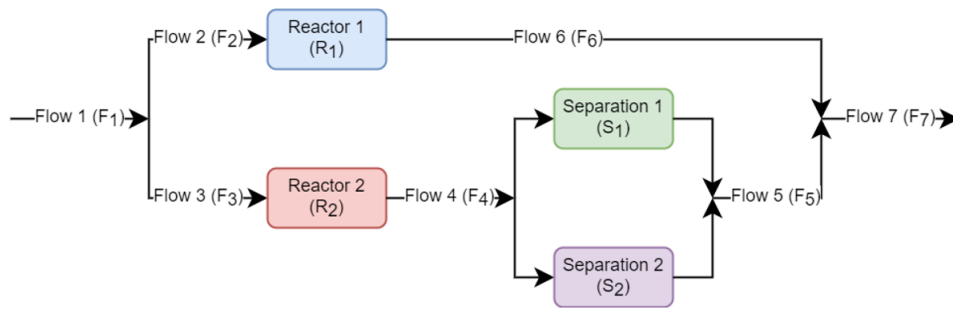 Reactor 1
(R1)
Flow 2 (F2)
Flow 6 (F6)
Flow 1 (F1)
Separation 1
(S1)
Flow 7 (F7)
Reactor 2
(R2)
Flow 3 (F3)
Flow 4 (F4)
Flow 5 (F5)
Separation 2
(S2)